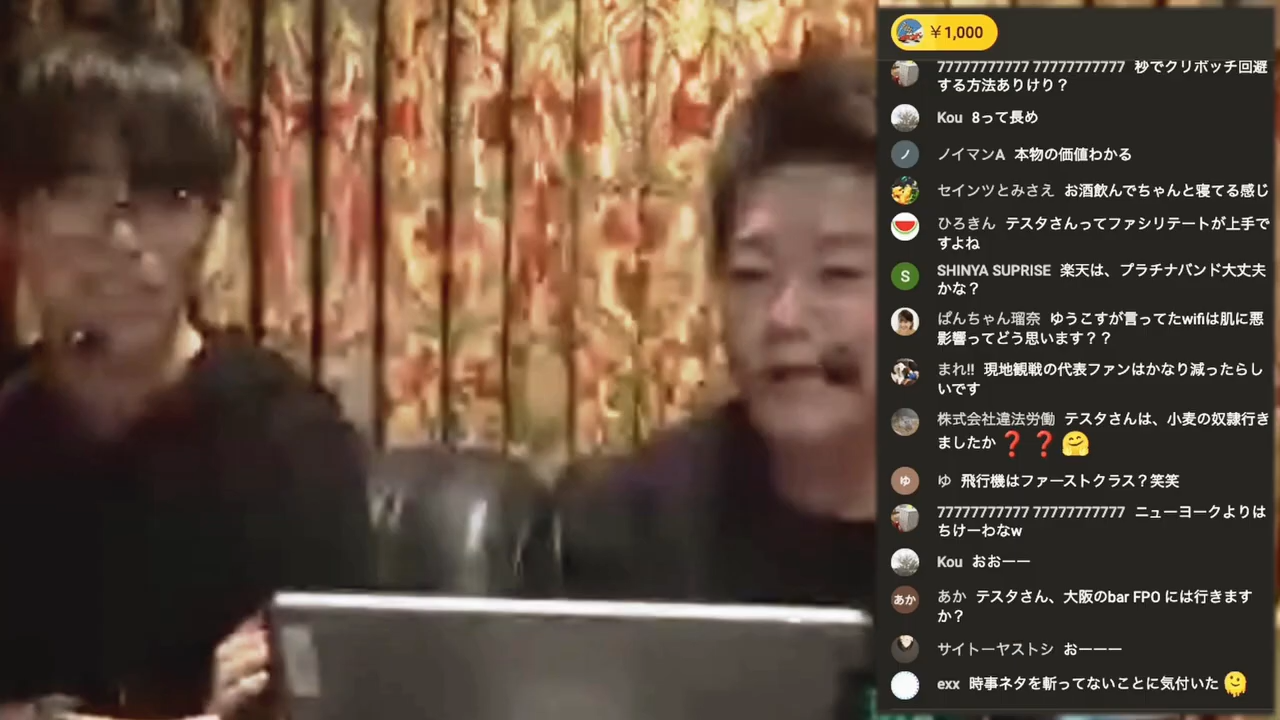 ￥1,000
77777777777 77777777777 秒でクリボッチ回避
する方法ありけり？
Kou 8って長め
ノ ノイマンA 本物の価値わかる
セインツとみさえ お酒飲んでちゃんと寝てる感じ
ひろきん テスタさんってファシリテートが上手で
すよね
S SHINYA SUPRISE 楽天は、プラチナバンド大丈夫
かな？
ぱんちゃん瑠奈 ゆうこすが言ってたwifiは肌に悪
影響ってどう思います？？
まれ!! 現地観戦の代表ファンはかなり減ったらし
いです
株式会社違法労働 テスタさんは、小麦の奴隷行き
ましたか❓❓🤗
ゆ ゆ 飛行機はファーストクラス？笑笑
77777777777 77777777777 ニューヨークよりは
ちけーわなw
Kou おおーー
あか あか テスタさん、大阪のbar FPO には行きます
か？
サイトーヤストシ おーーー
exx 時事ネタを斬ってないことに気付いた🫠